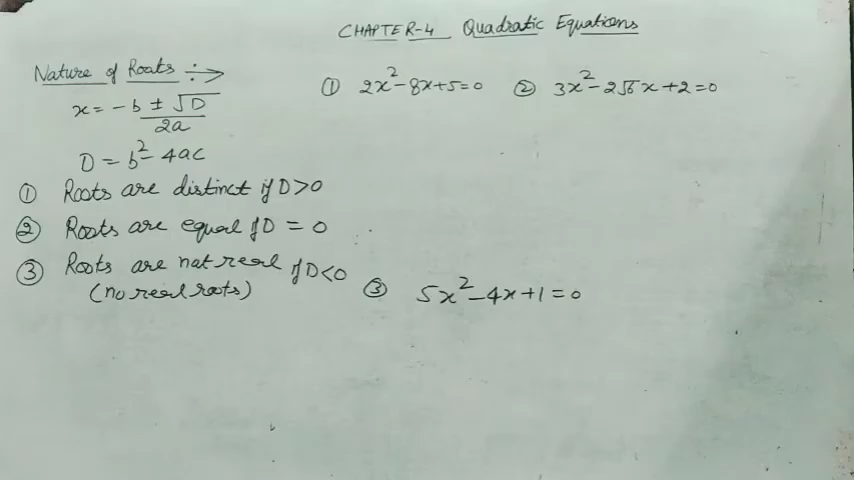 CHAPTER-4 Quadratic Equations
Nature of Roots ÷>
x = -b ± √D
2a
D = b² - 4ac
① Roots are distinct if D>0
② Roots are equal if D = 0
③ Roots are not real if D<0
(no real roots)
① 2x² - 8x + 5 = 0
② 3x² - 2√6 x + 2 = 0
③ 5x² - 4x + 1 = 0